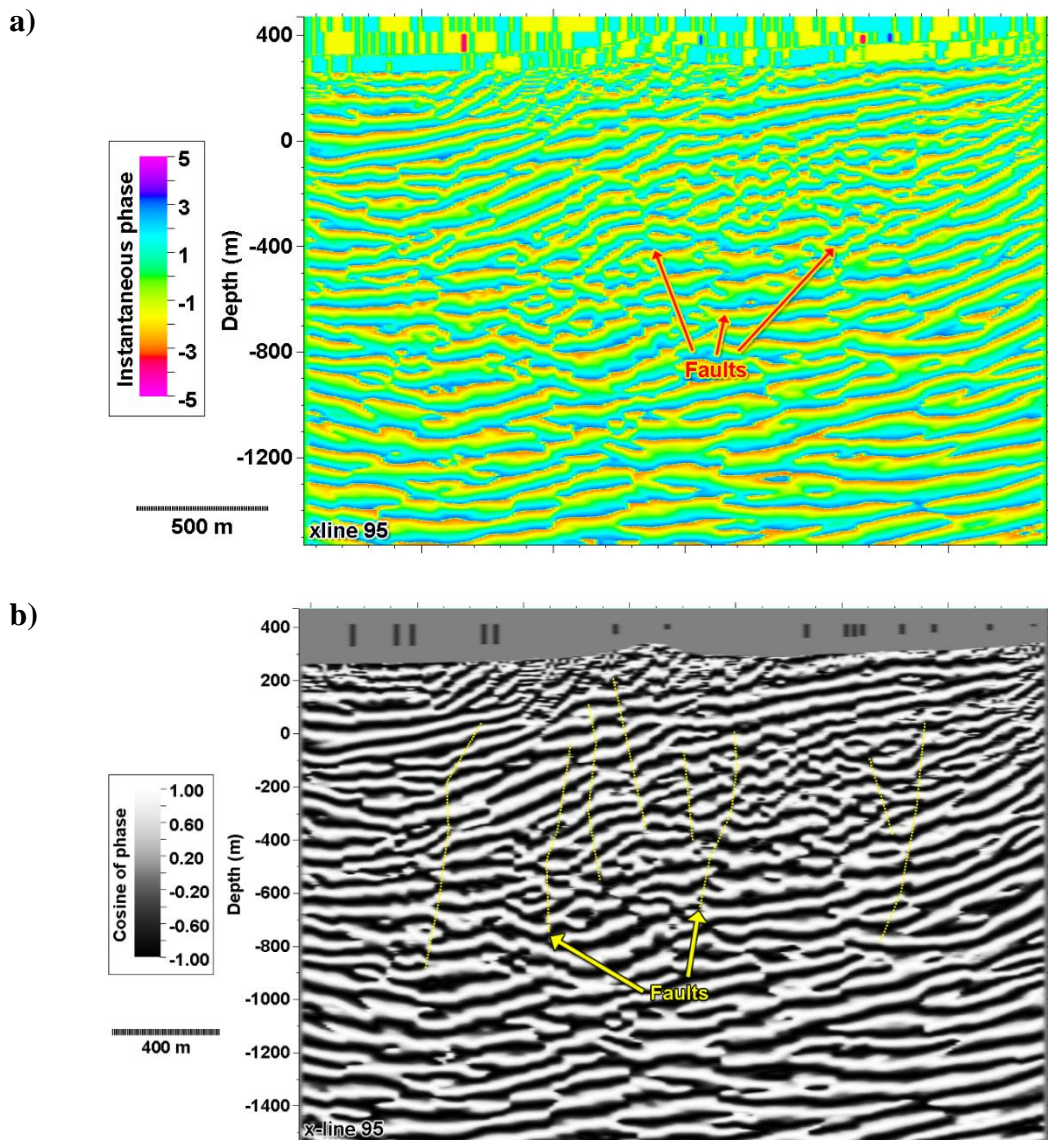 a)
400
0
-400
-800
-1200
Depth (m)
Instantaneous phase
5
3
1
-1
-3
-5
Faults
500 m
xline 95
b)
400
200
0
-200
-400
-600
-800
-1000
-1200
-1400
Depth (m)
Cosine of phase
1.00
0.60
0.20
-0.20
-0.60
-1.00
Faults
400 m
x-line 95